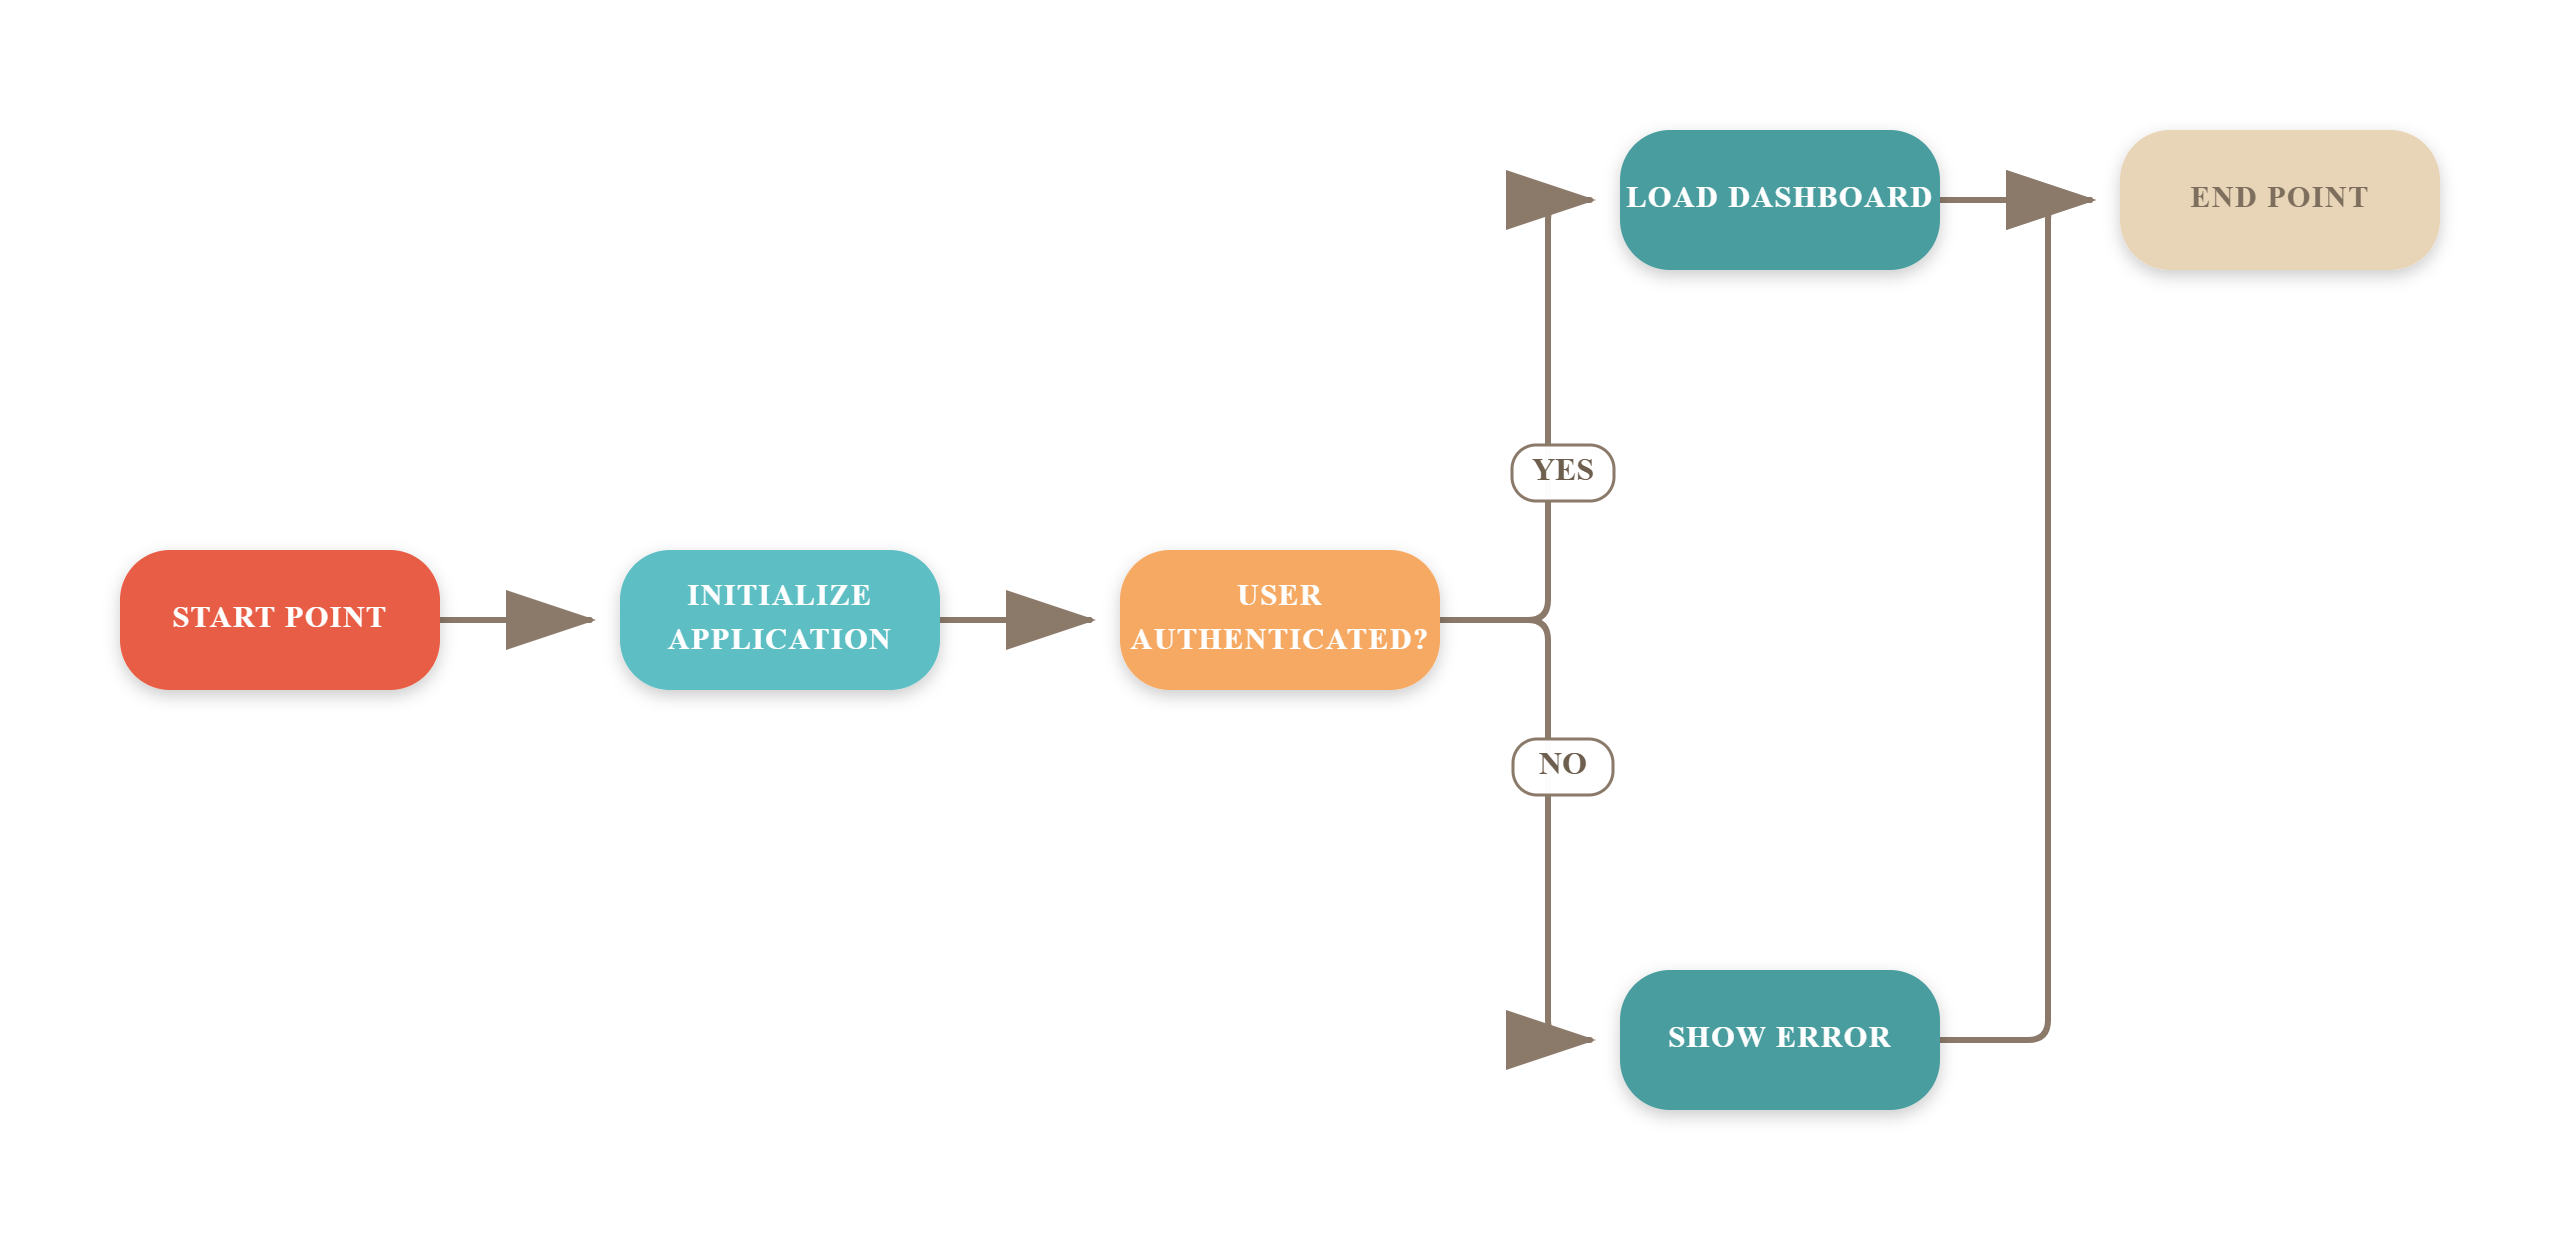 START POINT
INITIALIZE
APPLICATION
USER
AUTHENTICATED?
YES
NO
LOAD DASHBOARD
SHOW ERROR
END POINT